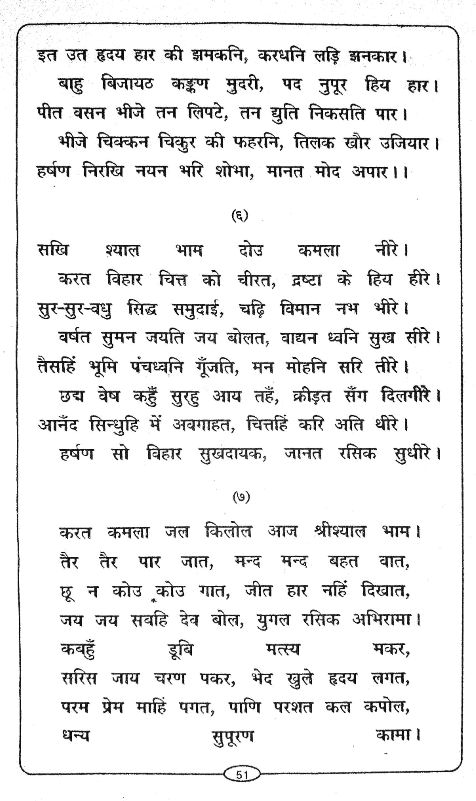 इत उत हृदय हार की झमकनि, करधनि लड़ि झनकार।
बाहु बिजायठ कङ्कण मुदरी, पद नुपूर हिय हार।
पीत वसन भीजे तन लिपटे, तन द्युति निकसति पार।
भीजे चिक्कन चिकुर की फहरनि, तिलक खौर उजियार।
हर्षण निरखि नयन भरि शोभा, मानत मोद अपार।।
(६)
सखि श्याल भाम दोउ कमला नीरे।
करत विहार चित्त को चीरत, द्रष्टा के हिय हीरे।
सुर-सुर-वधु सिद्ध समुदाई, चढ़ि विमान नभ भीरे।
वर्षत सुमन जयति जय बोलत, वाद्यन ध्वनि सुख सीरे।
तैसहिं भूमि पंचध्वनि गूँजति, मन मोहनि सरि तीरे।
छद्म वेष कहुँ सुरहु आय तहँ, क्रीड़त सँग दिलगीरे।
आनँद सिन्धुहि में अवगाहत, चित्तहिं करि अति थीरे।
हर्षण सो विहार सुखदायक, जानत रसिक सुधीरे।
(७)
करत कमला जल किलोल आज श्रीश्याल भाम।
तैर तैर पार जात, मन्द मन्द बहत वात,
छू न कोउ कोउ गात, जीत हार नहिं दिखात,
जय जय सवहि देव बोल, युगल रसिक अभिरामा।
कबहुँ डूबि मत्स्य मकर,
सरिस जाय चरण पकर, भेद खुले हृदय लगत,
परम प्रेम माहिं पगत, पाणि परशत कल कपोल,
धन्य सुपूरण कामा।
51